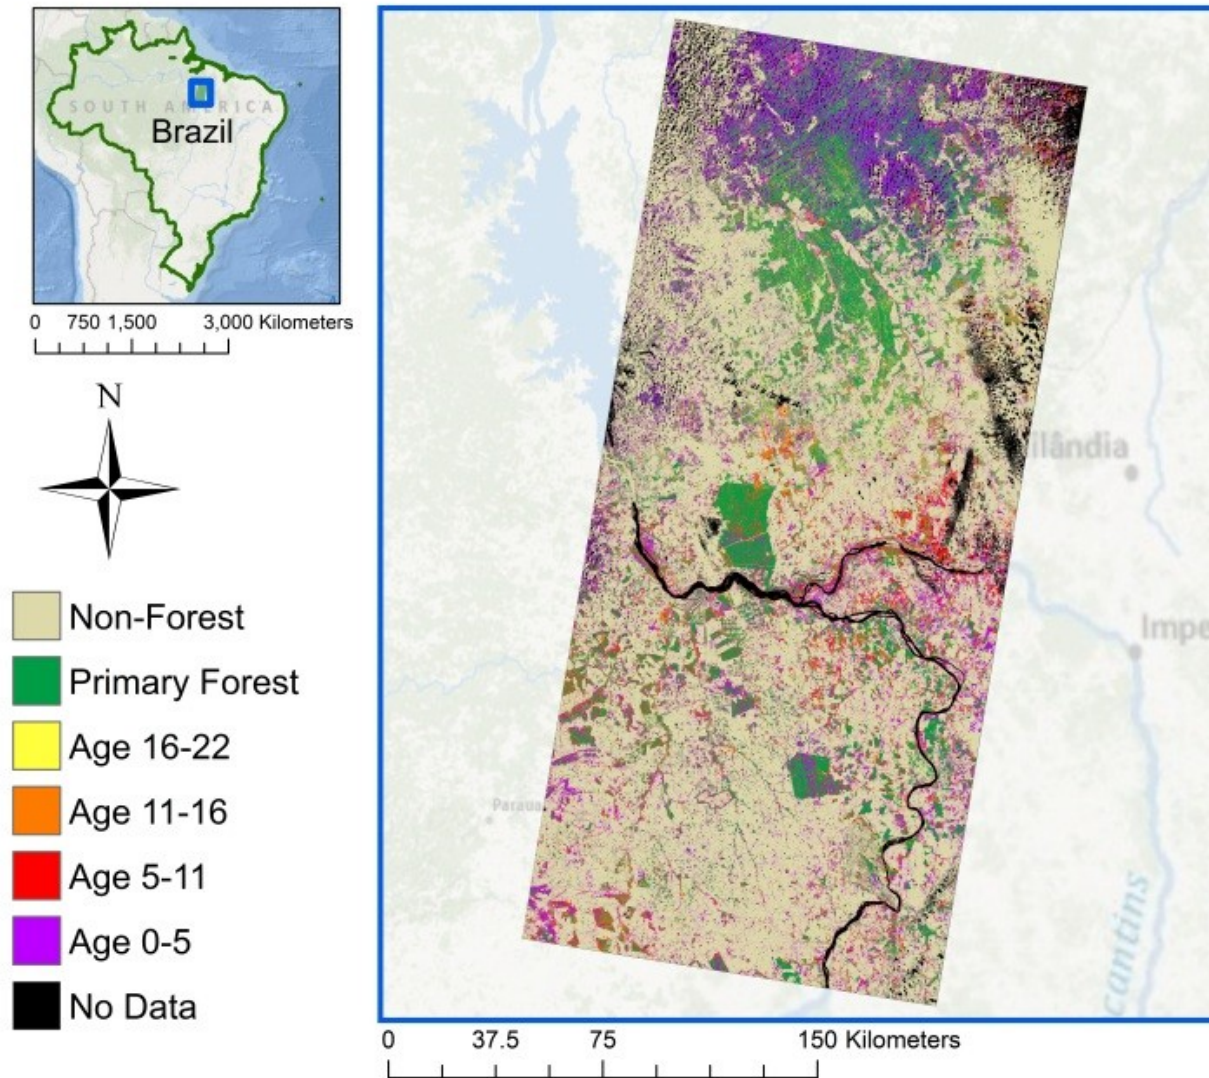 SOUTH AMERICA
Brazil
0 750 1,500 3,000 Kilometers
N
Non-Forest
Primary Forest
Age 16-22
Age 11-16
Age 5-11
Age 0-5
No Data
ilândia
Impe
Paraua
cantins
0 37.5 75 150 Kilometers